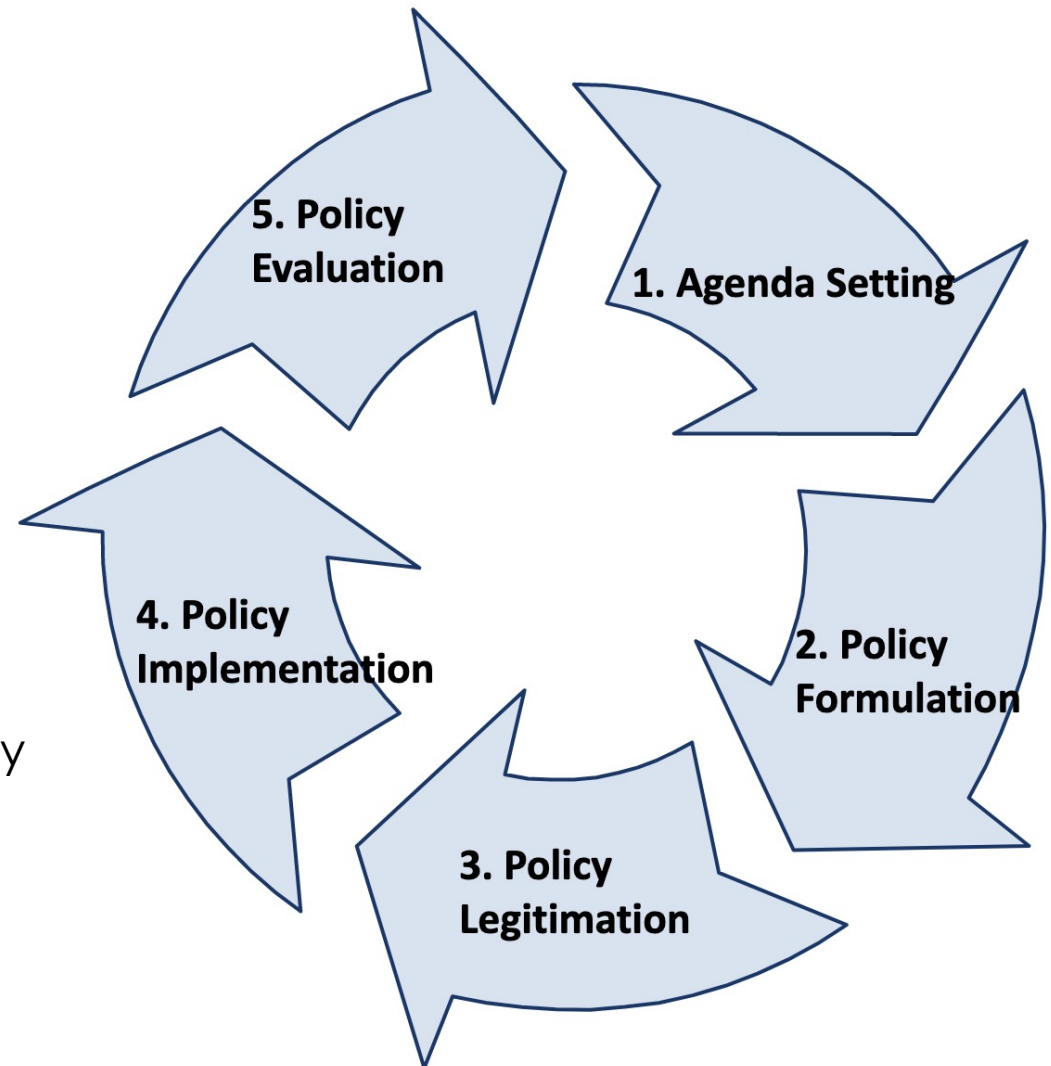 5. Policy
Evaluation
1. Agenda Setting
4. Policy
Implementation
2. Policy
Formulation
y
3. Policy
Legitimation